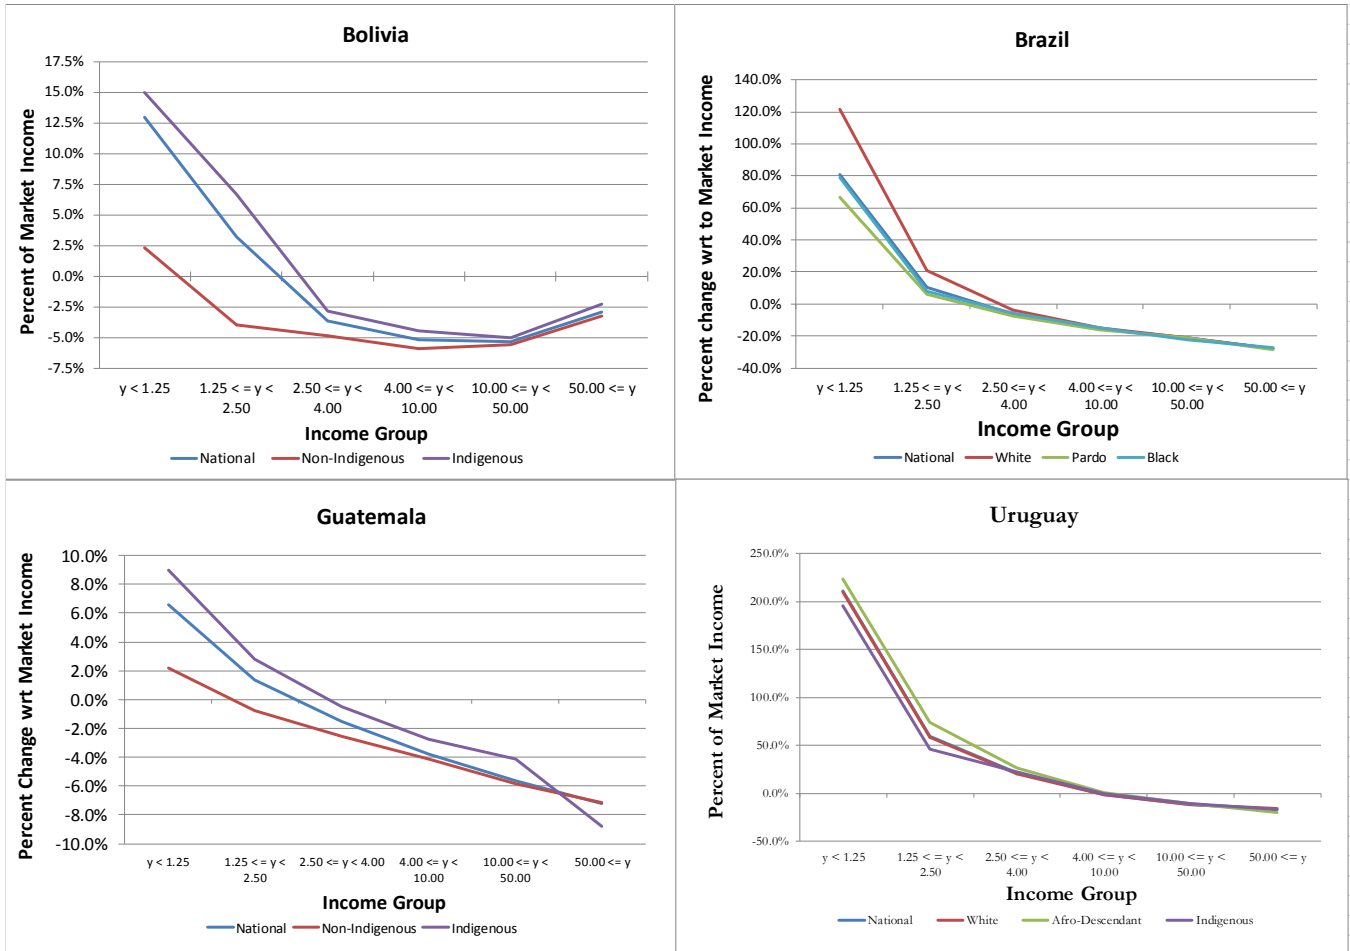 Bolivia
Percent of Market Income
17.5%
15.0%
12.5%
10.0%
7.5%
5.0%
2.5%
0.0%
-2.5%
-5.0%
-7.5%
y < 1.25
1.25 < = y <
2.50
2.50 <= y <
4.00
4.00 <= y <
10.00
10.00 <= y <
50.00
50.00 <= y
Income Group
National
Non-Indigenous
Indigenous
Brazil
Percent change wrt to Market Income
140.0%
120.0%
100.0%
80.0%
60.0%
40.0%
20.0%
0.0%
-20.0%
-40.0%
y < 1.25
1.25 < = y <
2.50
2.50 <= y <
4.00
4.00 <= y <
10.00
10.00 <= y <
50.00
50.00 <= y
Income Group
National
White
Pardo
Black
Guatemala
Percent Change wrt Market Income
10.0%
8.0%
6.0%
4.0%
2.0%
0.0%
-2.0%
-4.0%
-6.0%
-8.0%
-10.0%
y < 1.25
1.25 < = y <
2.50
2.50 <= y < 4.00
4.00 <= y <
10.00
10.00 <= y <
50.00
50.00 <= y
Income Group
National
Non-Indigenous
Indigenous
Uruguay
Percent of Market Income
250.0%
200.0%
150.0%
100.0%
50.0%
0.0%
-50.0%
y < 1.25
1.25 < = y <
2.50
2.50 <= y <
4.00
4.00 <= y <
10.00
10.00 <= y <
50.00
50.00 <= y
Income Group
National
White
Afro-Descendant
Indigenous